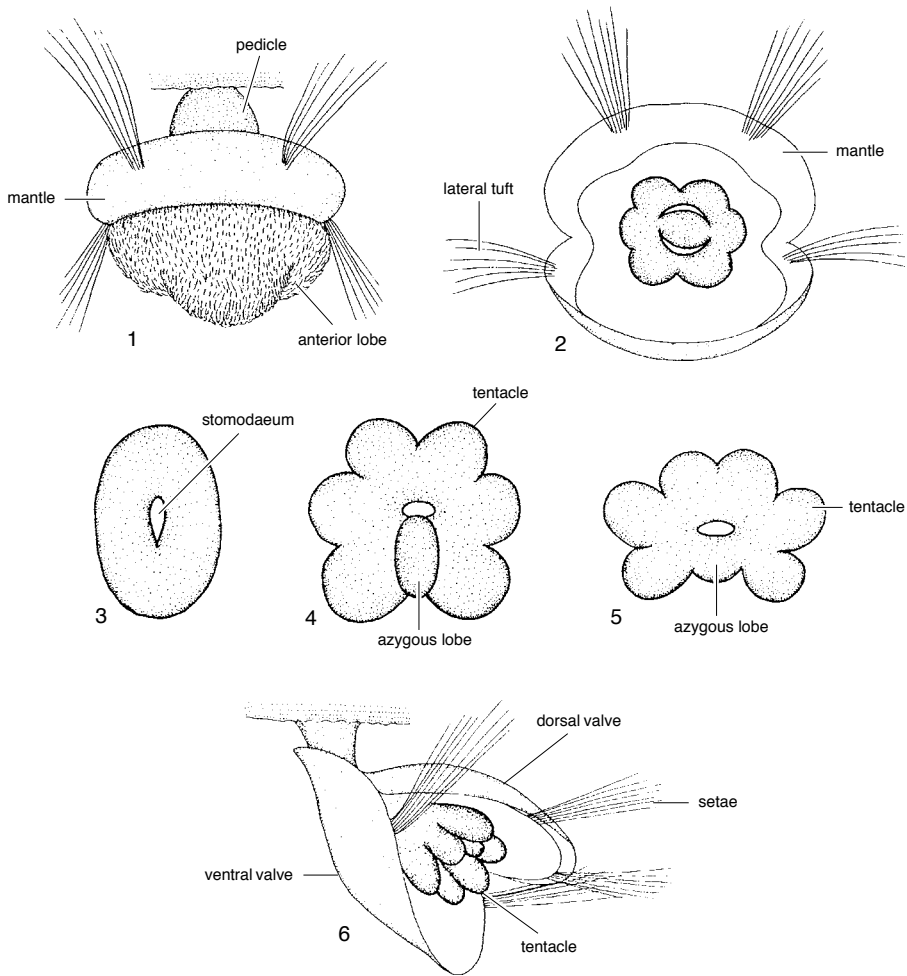 pedicle
mantle
anterior lobe
1
mantle
lateral tuft
2
stomodaeum
3
tentacle
azygous lobe
4
tentacle
azygous lobe
5
dorsal valve
setae
ventral valve
tentacle
6